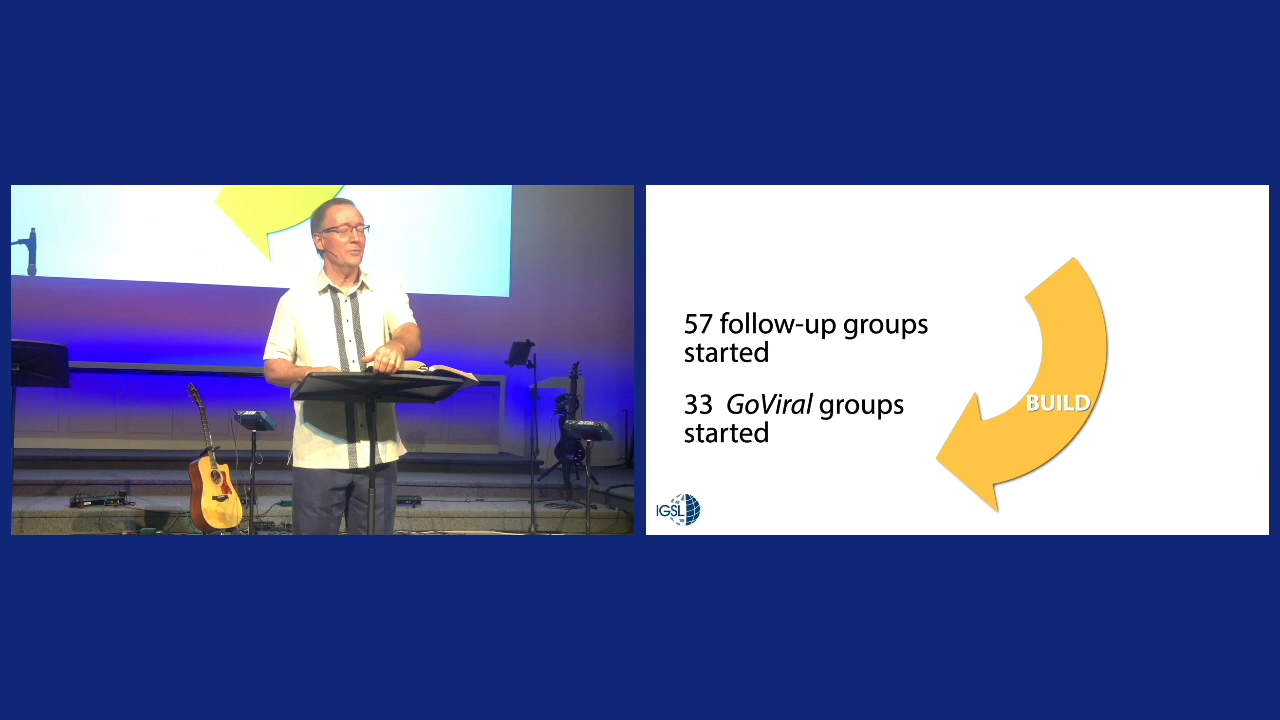 57 follow-up groups
started
33 GoViral groups
started
BUILD
IGSL